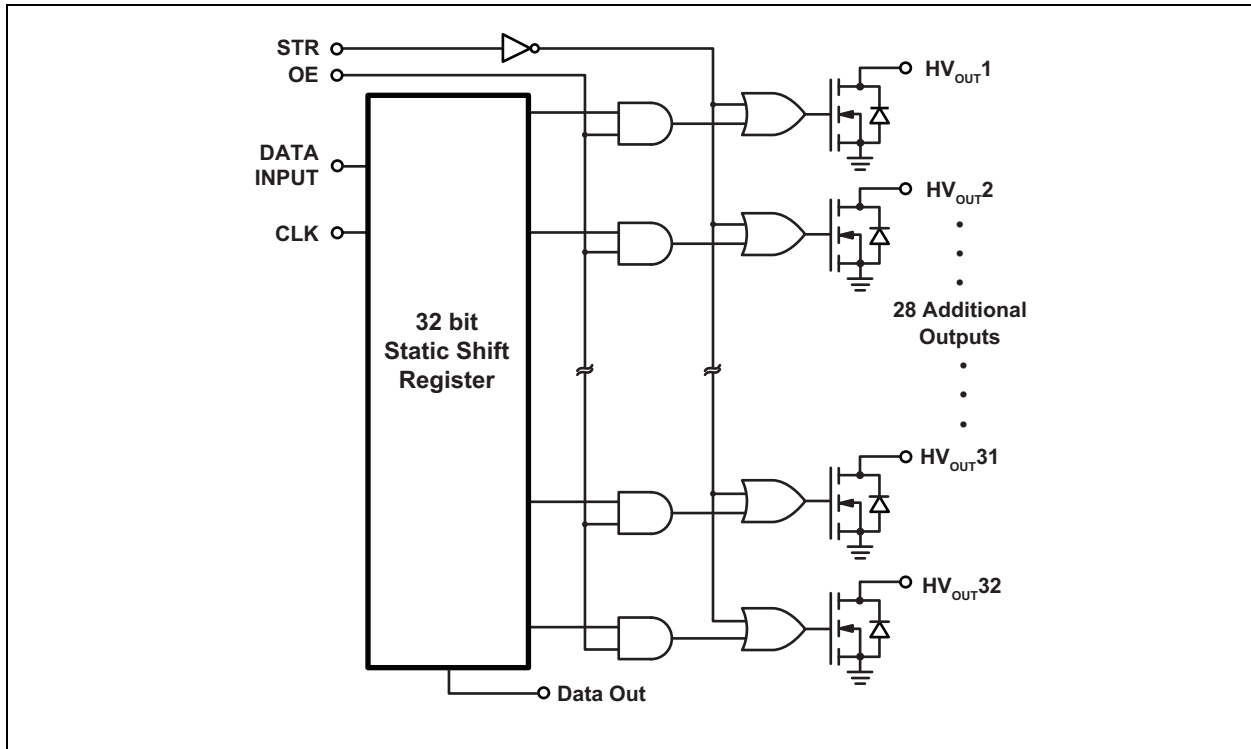 STR
OE
DATA
INPUT
CLK
32 bit
Static Shift
Register
Data Out
HVOUT1
HVOUT2
28 Additional
Outputs
HVOUT31
HVOUT32